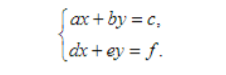 ax + by = c,
dx + ey = f.